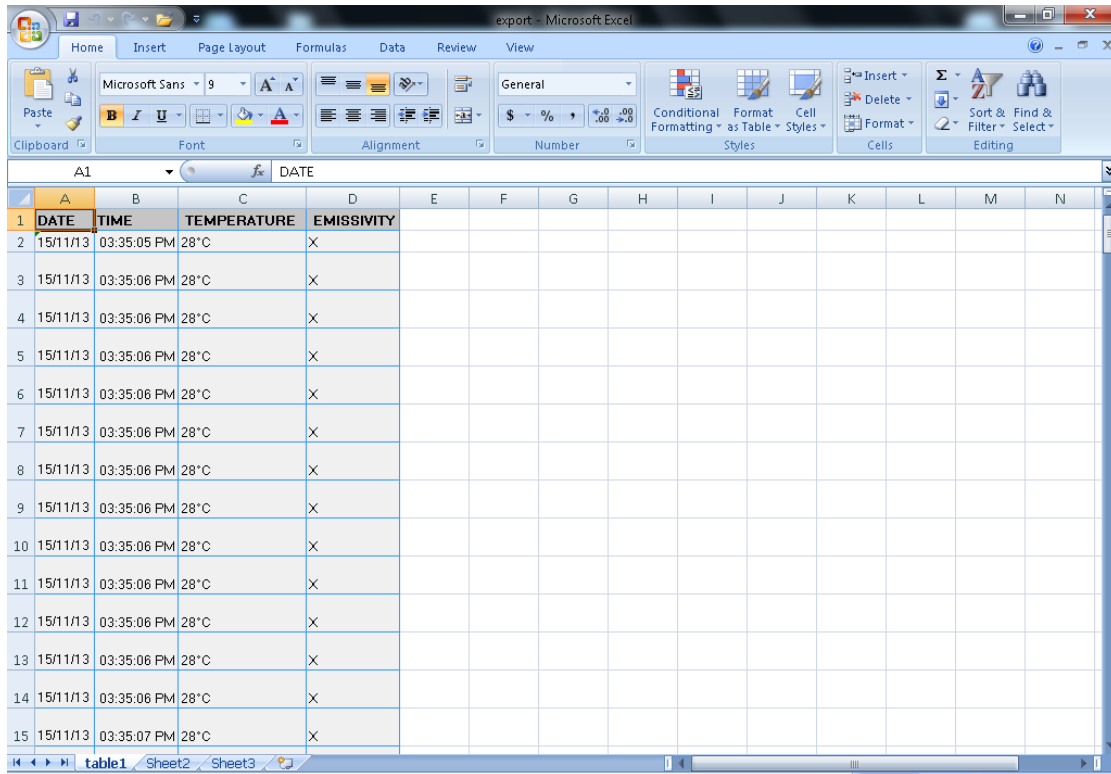 export - Microsoft Excel
Home Insert Page Layout Formulas Data Review View
Paste
Microsoft Sans 9 A A
B I U A
General
$ % , .0 .00 .00 .0
Conditional Formatting Format as Table Cell Styles
Insert
Delete
Format
Σ
Sort & Filter Find & Select
Clipboard Font Alignment Number Styles Cells Editing
A1 fx DATE
A B C D E F G H I J K L M N
1 DATE TIME TEMPERATURE EMISSIVITY
2 15/11/13 03:35:05 PM 28°C X
3 15/11/13 03:35:06 PM 28°C X
4 15/11/13 03:35:06 PM 28°C X
5 15/11/13 03:35:06 PM 28°C X
6 15/11/13 03:35:06 PM 28°C X
7 15/11/13 03:35:06 PM 28°C X
8 15/11/13 03:35:06 PM 28°C X
9 15/11/13 03:35:06 PM 28°C X
10 15/11/13 03:35:06 PM 28°C X
11 15/11/13 03:35:06 PM 28°C X
12 15/11/13 03:35:06 PM 28°C X
13 15/11/13 03:35:06 PM 28°C X
14 15/11/13 03:35:06 PM 28°C X
15 15/11/13 03:35:07 PM 28°C X
table1 Sheet2 Sheet3